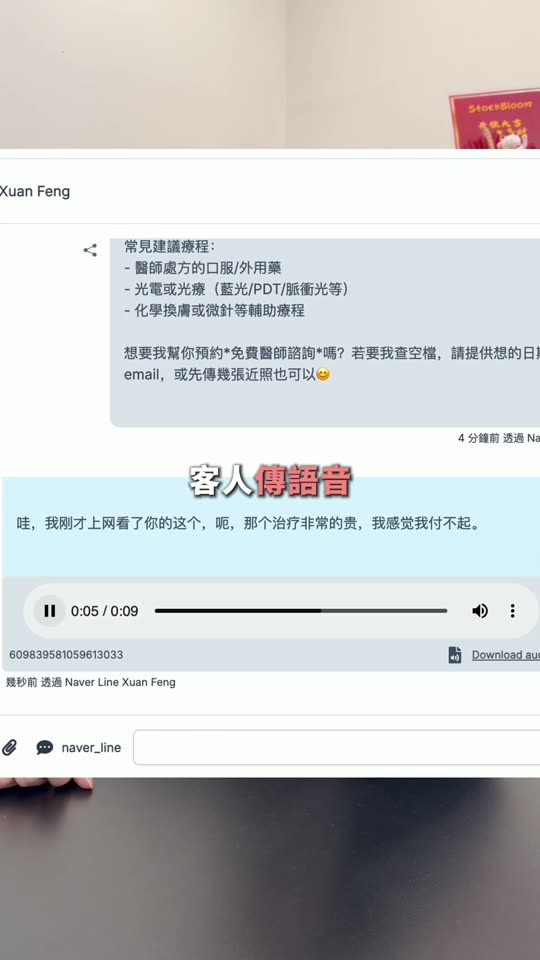 StockBloom
Xuan Feng
常見建議療程：
- 醫師處方的口服/外用藥
- 光電或光療（藍光/PDT/脈衝光等）
- 化學換膚或微針等輔助療程
想要我幫你預約*免費醫師諮詢*嗎？若要我查空檔，請提供想的日期
email，或先傳幾張近照也可以😊
4 分鐘前 透過 Na
客人傳語音
哇，我刚才上网看了你的这个，呃，那个治疗非常的贵，我感觉我付不起。
0:05 / 0:09
609839581059613033
Download aud
幾秒前 透過 Naver Line Xuan Feng
naver_line